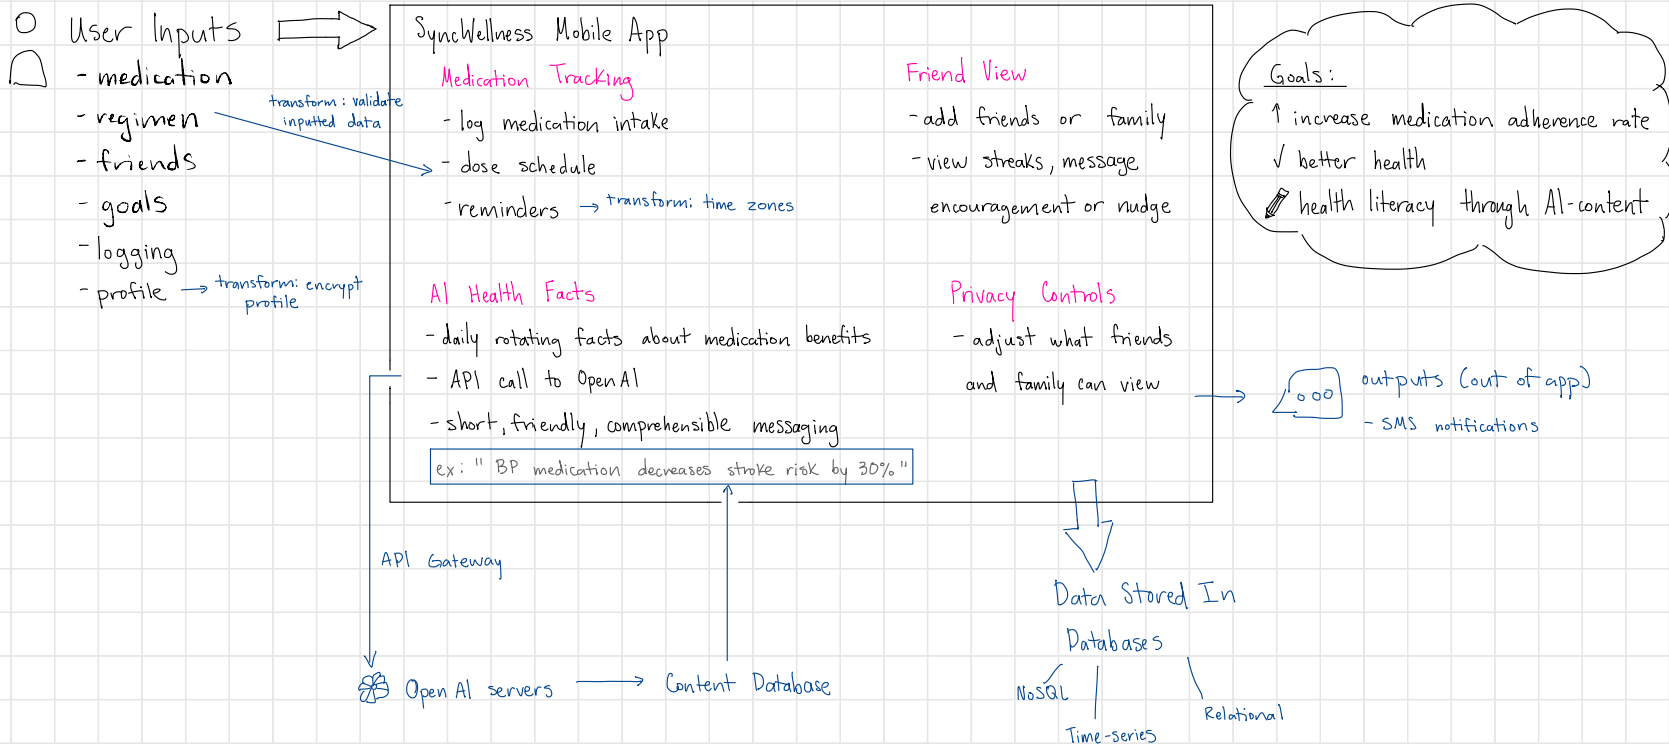 User Inputs
- medication
- regimen
- friends
- goals
- logging
- profile
transform: encrypt
profile
transform: validate
inputted data
SyncWellness Mobile App
Medication Tracking
- log medication intake
- dose schedule
- reminders
transform: time zones
Friend View
- add friends or family
- view streaks, message
encouragement or nudge
AI Health Facts
- daily rotating facts about medication benefits
- API call to OpenAI
- short, friendly, comprehensible messaging
ex: " BP medication decreases stroke risk by 30% "
Privacy Controls
- adjust what friends
and family can view
Goals:
↑ increase medication adherence rate
✓ better health
health literacy through AI-content
outputs (out of app)
- SMS notifications
API Gateway
Open AI servers
Content Database
Data Stored In
Databases
NoSQL
Time-series
Relational